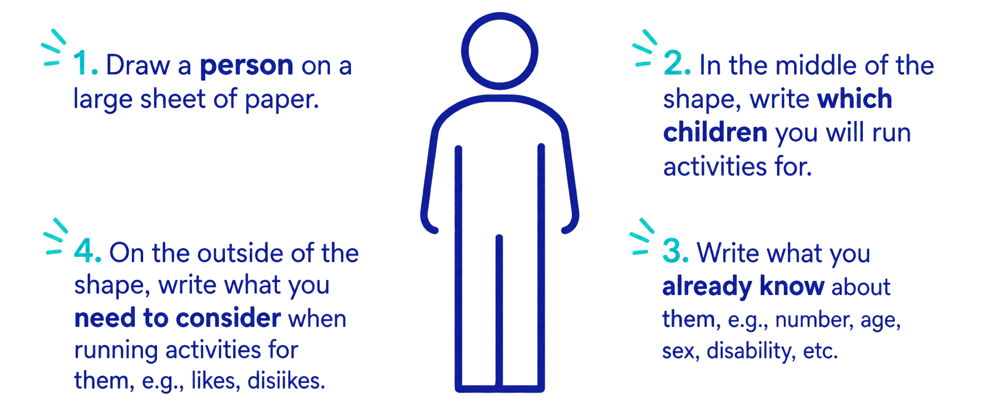 1. Draw a person on a
large sheet of paper.
2. In the middle of the
shape, write which
children you will run
activities for.
3. Write what you
already know about
them, e.g., number, age,
sex, disability, etc.
4. On the outside of the
shape, write what you
need to consider when
running activities for
them, e.g., likes, disiikes.